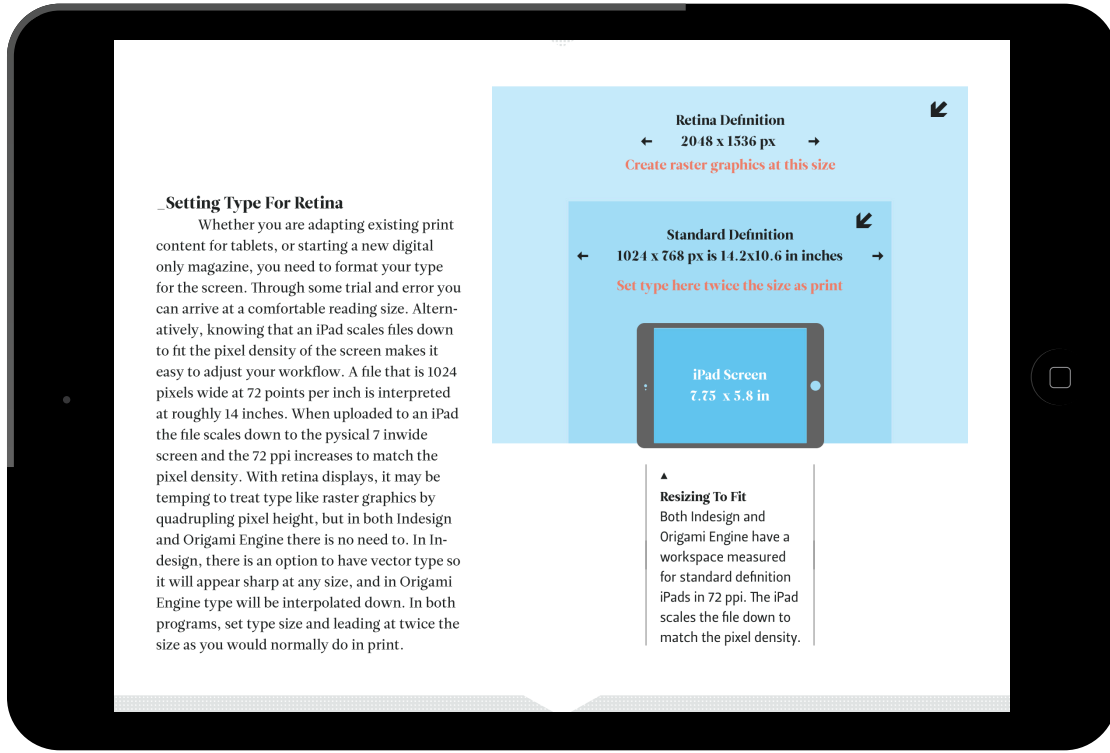 _Setting Type For Retina
Whether you are adapting existing print
content for tablets, or starting a new digital
only magazine, you need to format your type
for the screen. Through some trial and error you
can arrive at a comfortable reading size. Altern-
atively, knowing that an iPad scales files down
to fit the pixel density of the screen makes it
easy to adjust your workflow. A file that is 1024
pixels wide at 72 points per inch is interpreted
at roughly 14 inches. When uploaded to an iPad
the file scales down to the pysical 7 inwide
screen and the 72 ppi increases to match the
pixel density. With retina displays, it may be
temping to treat type like raster graphics by
quadrupling pixel height, but in both Indesign
and Origami Engine there is no need to. In In-
design, there is an option to have vector type so
it will appear sharp at any size, and in Origami
Engine type will be interpolated down. In both
programs, set type size and leading at twice the
size as you would normally do in print.
Retina Definition
← 2048 x 1536 px →
Create raster graphics at this size
Standard Definition
← 1024 x 768 px is 14.2x10.6 in inches →
Set type here twice the size as print
iPad Screen
7.75 x 5.8 in
▲
Resizing To Fit
Both Indesign and
Origami Engine have a
workspace measured
for standard definition
iPads in 72 ppi. The iPad
scales the file down to
match the pixel density.